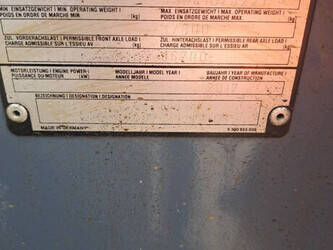 MIN. EINSATZGEWICHT | MIN. OPERATING WEIGHT |
POIDS EN ORDRE DE MARCHE MIN. (kg)
MAX. EINSATZGEWICHT | MAX. OPERATING WEIGHT |
POIDS EN ORDRE DE MARCHE MAX. (kg)
ZUL. VORDERACHSLAST | PERMISSIBLE FRONT AXLE LOAD |
CHARGE ADMISSIBLE SUR L'ESSIEU AV (kg)
ZUL. HINTERACHSLAST | PERMISSIBLE REAR AXLE LOAD |
CHARGE ADMISSIBLE SUR L'ESSIEU AR (kg)
MOTORLEISTUNG | ENGINE POWER |
PUISSANCE DU MOTEUR (kW)
MODELLJAHR | MODEL YEAR |
ANNÉE MODÈLE
BAUJAHR | YEAR OF MANUFACTURE |
ANNÉE DE CONSTRUCTION
BEZEICHNUNG | DESIGNATION | DESIGNATION
MADE IN GERMANY